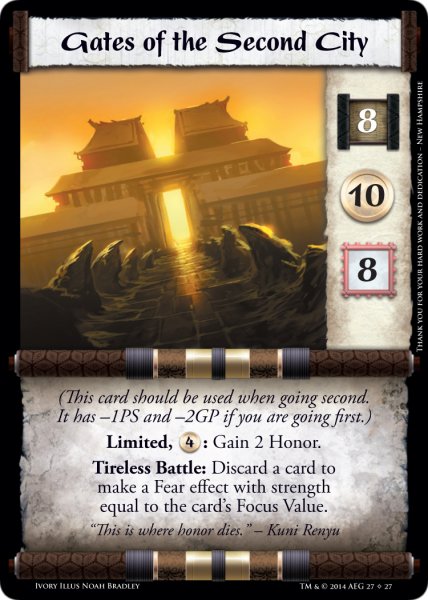 Gates of the Second City
8
10
8
Thank you for your hard work and dedication – New Hampshire
(This card should be used when going second.
It has –1PS and –2GP if you are going first.)
Limited, 4: Gain 2 Honor.
Tireless Battle: Discard a card to
make a Fear effect with strength
equal to the card's Focus Value.
"This is where honor dies." – Kuni Renyu
Ivory Illus Noah Bradley
TM & © 2014 AEG 27 ⋄ 27